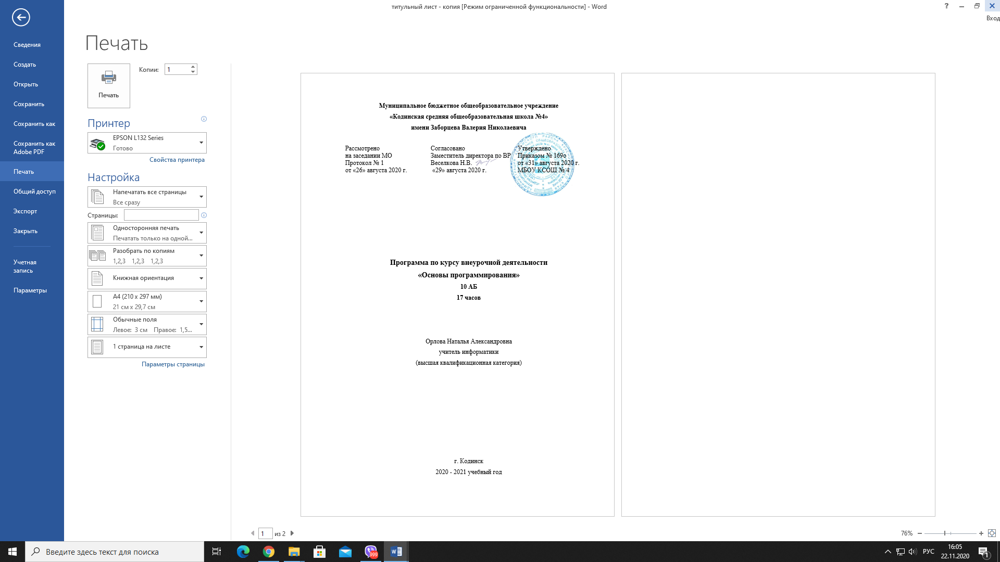 титульный лист - копия [Режим ограниченной функциональности] - Word
?
Вход
Сведения
Создать
Открыть
Сохранить
Сохранить как
Сохранить как
Adobe PDF
Печать
Общий доступ
Экспорт
Закрыть
Учетная
запись
Параметры
Печать
Печать
Копии: 1
Принтер
EPSON L132 Series
Готово
Свойства принтера
Настройка
Напечатать все страницы
Все сразу
Страницы:
Односторонняя печать
Печатать только на одной...
Разобрать по копиям
1,2,3 1,2,3 1,2,3
Книжная ориентация
A4 (210 x 297 мм)
21 см x 29,7 см
Обычные поля
Левое: 3 см Правое: 1,5...
1 страница на листе
Параметры страницы
Муниципальное бюджетное общеобразовательное учреждение
«Кодинская средняя общеобразовательная школа №4»
имени Заборцева Валерия Николаевича
Рассмотрено
на заседании МО
Протокол № 1
от «26» августа 2020 г.
Согласовано
Заместитель директора по ВР
Веселкова Н.В.
«29» августа 2020 г.
Утверждено
Приказом № 169о
от «31» августа 2020 г.
МБОУ КСОШ № 4
Программа по курсу внеурочной деятельности
«Основы программирования»
10 АБ
17 часов
Орлова Наталья Александровна
учитель информатики
(высшая квалификационная категория)
г. Кодинск
2020 - 2021 учебный год
1 из 2
76%
Введите здесь текст для поиска
999
РУС
16:05
22.11.2020
1